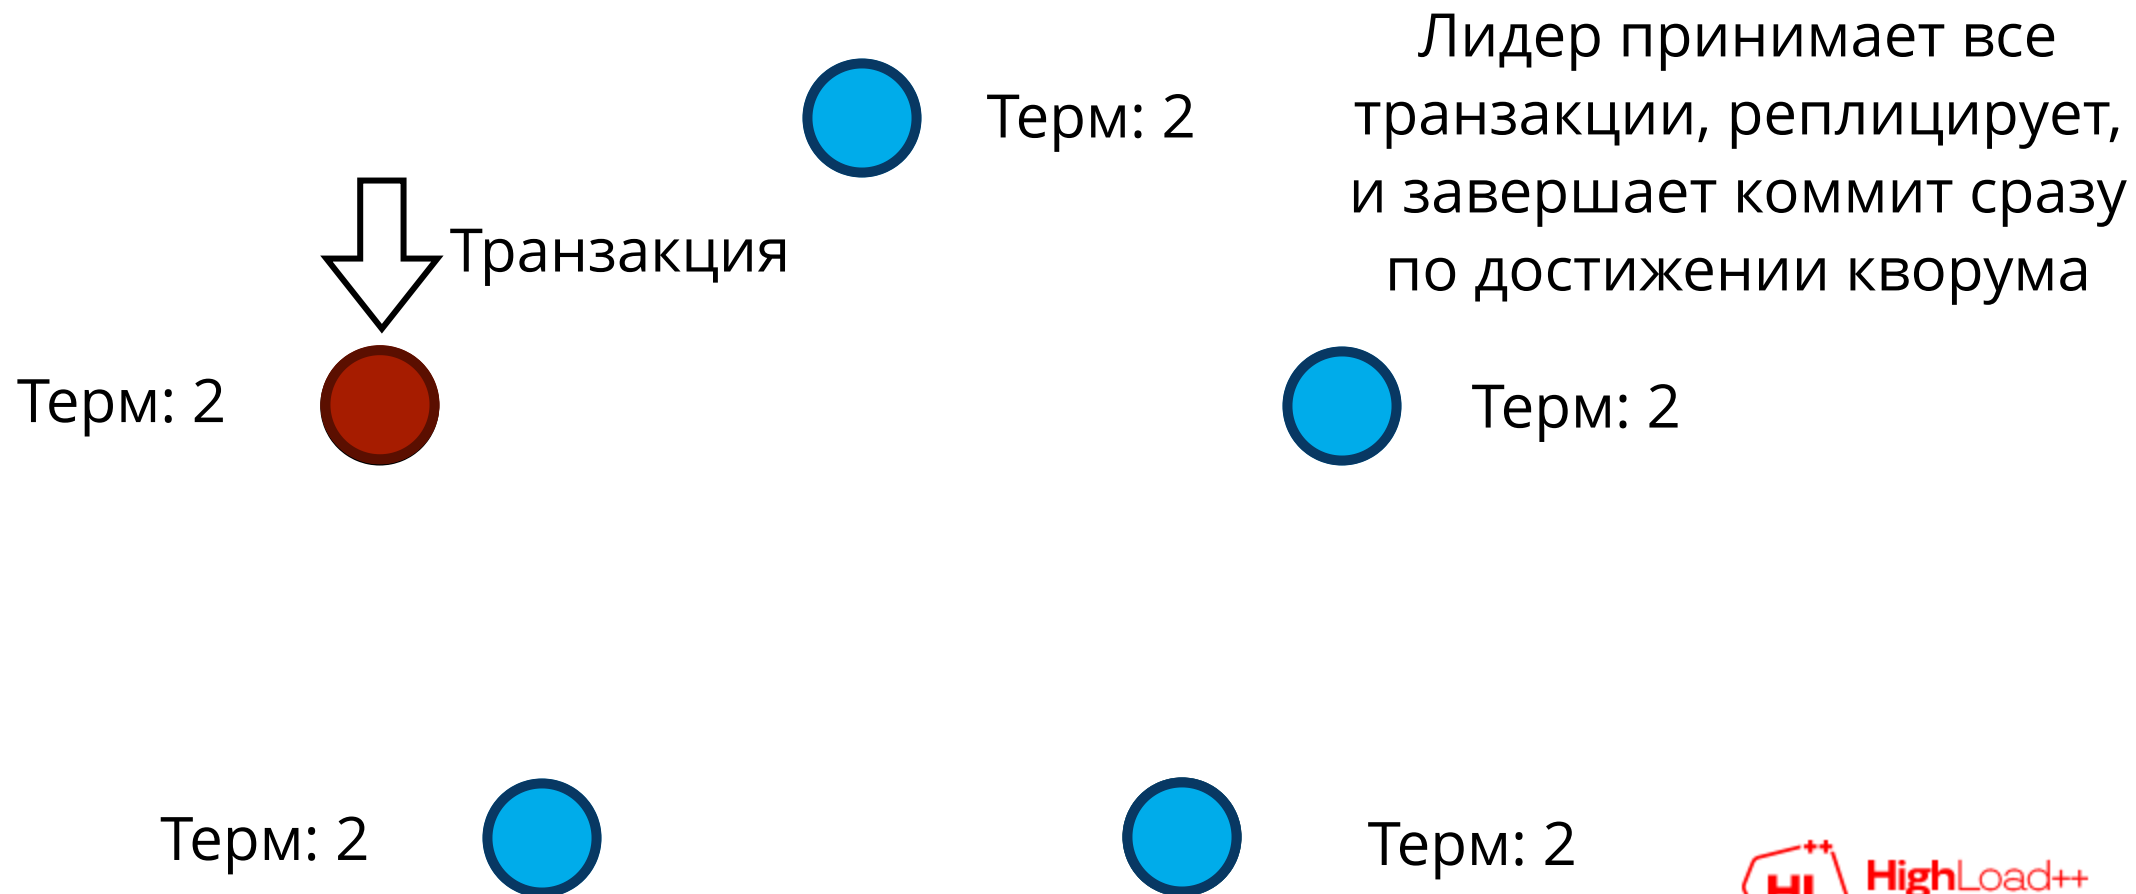 Лидер принимает все
транзакции, реплицирует,
и завершает коммит сразу
по достижении кворума
Терм: 2
Транзакция
Терм: 2
Терм: 2
Терм: 2
Терм: 2
++
HL
HighLoad++